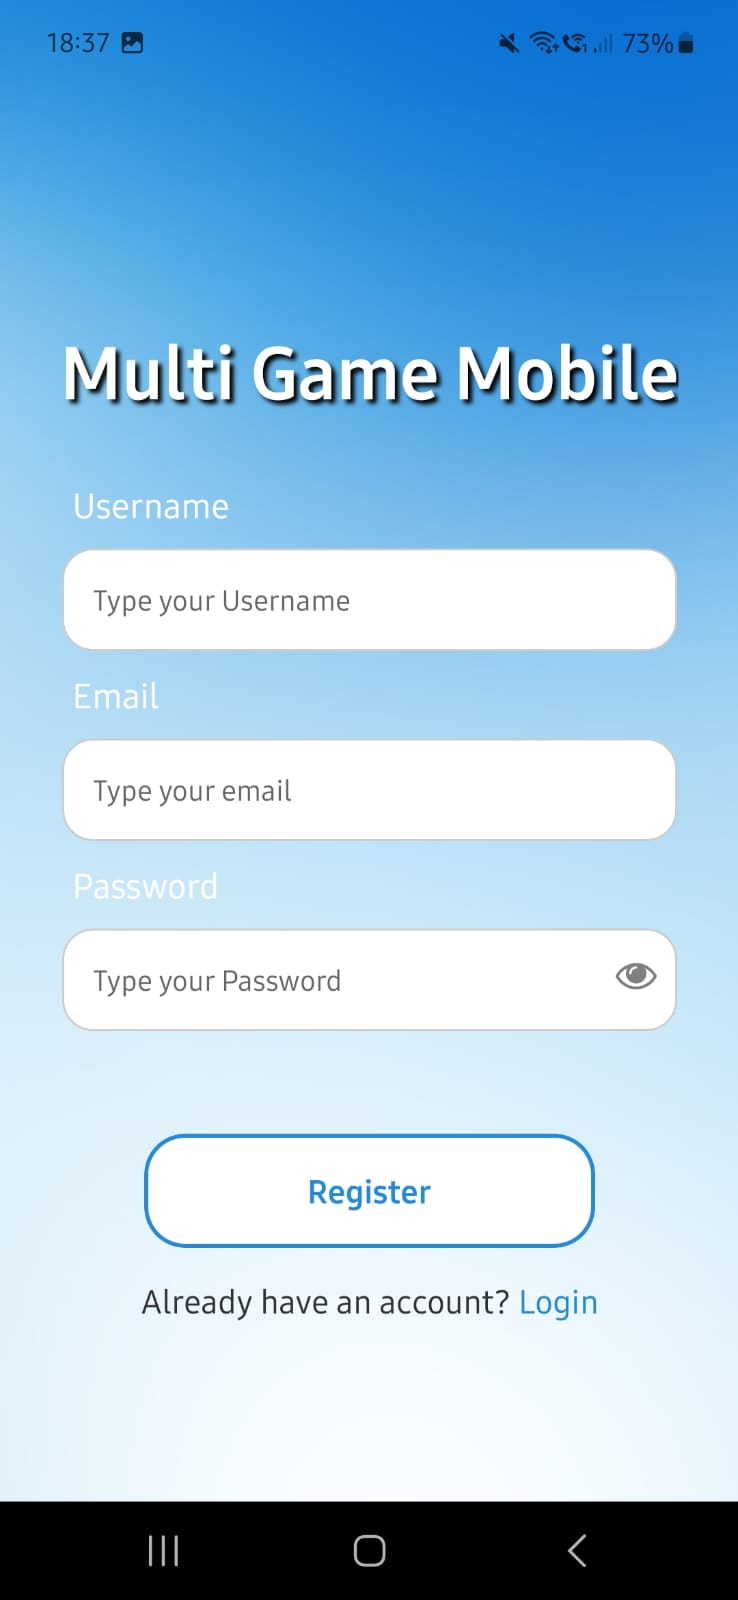 18:37 73%
Multi Game Mobile
Username
Type your Username
Email
Type your email
Password
Type your Password
Register
Already have an account? Login